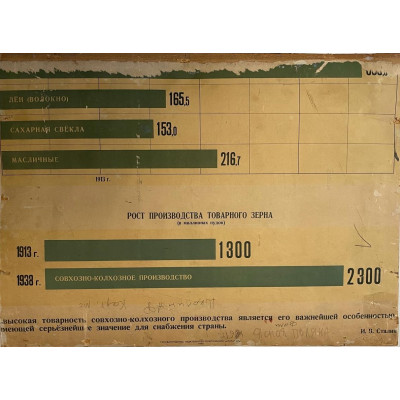 ЛЁН (ВОЛОКНО) 165,5
САХАРНАЯ СВЁКЛА 153,0
МАСЛИЧНЫЕ 216,7
1913 г.
РОСТ ПРОИЗВОДСТВА ТОВАРНОГО ЗЕРНА
(в миллионах пудов)
1913 г. 1300
1938 г. СОВХОЗНО-КОЛХОЗНОЕ ПРОИЗВОДСТВО 2300
высокая товарность совхозно-колхозного производства является его важнейшей особенностью,
имеющей серьёзнейшее значение для снабжения страны.
И. В. Сталин